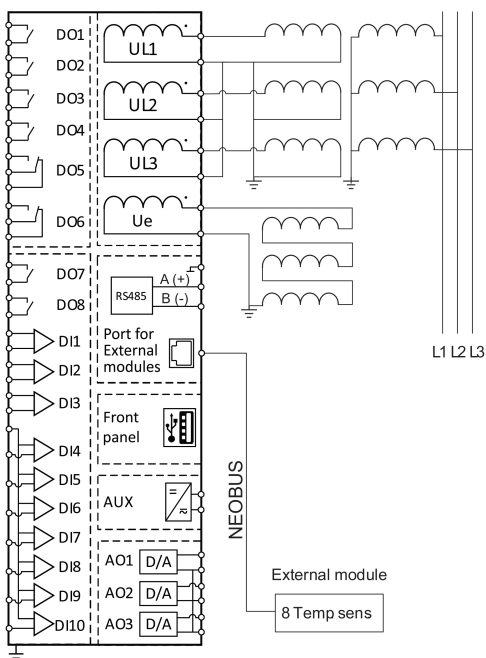 DO1
DO2
DO3
DO4
DO5
DO6
DO7
DO8
DI1
DI2
DI3
DI4
DI5
DI6
DI7
DI8
DI9
DI10
UL1
UL2
UL3
Ue
RS485
A (+)
B (-)
Port for
External
modules
Front
panel
AUX
AO1 D/A
AO2 D/A
AO3 D/A
NEOBUS
L1 L2 L3
External module
8 Temp sens